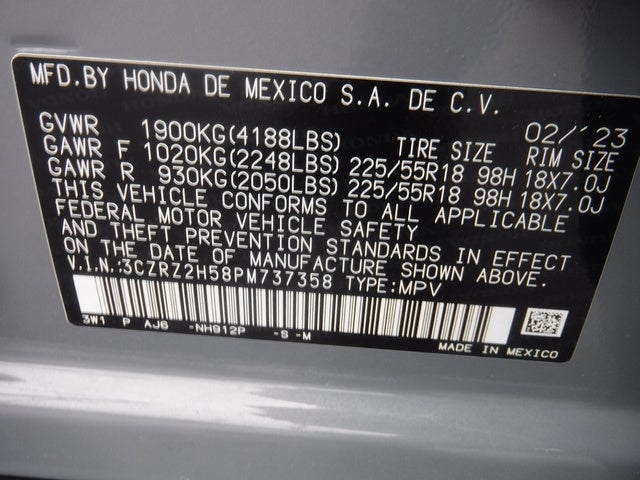 MFD. BY HONDA DE MEXICO S.A. DE C.V.
02/'23
GVWR 1900KG(4188LBS) TIRE SIZE RIM SIZE
GAWR F 1020KG(2248LBS) 225/55R18 98H 18X7.0J
GAWR R 930KG(2050LBS) 225/55R18 98H 18X7.0J
THIS VEHICLE CONFORMS TO ALL APPLICABLE
FEDERAL MOTOR VEHICLE SAFETY
AND THEFT PREVENTION STANDARDS IN EFFECT
ON THE DATE OF MANUFACTURE SHOWN ABOVE.
V.I.N.:3CZRZ2H58PM737358 TYPE:MPV
3W1 P AJ6 -NH912P -S -M
MADE IN MEXICO